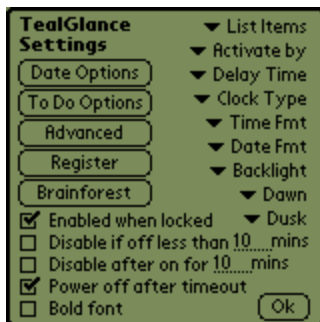 TealGlance
Settings
Date Options
To Do Options
Advanced
Register
Brainforest
List Items
Activate by
Delay Time
Clock Type
Time Fmt
Date Fmt
Backlight
Dawn
Dusk
Enabled when locked
Disable if off less than 10 mins
Disable after on for 10 mins
Power off after timeout
Bold font
Ok